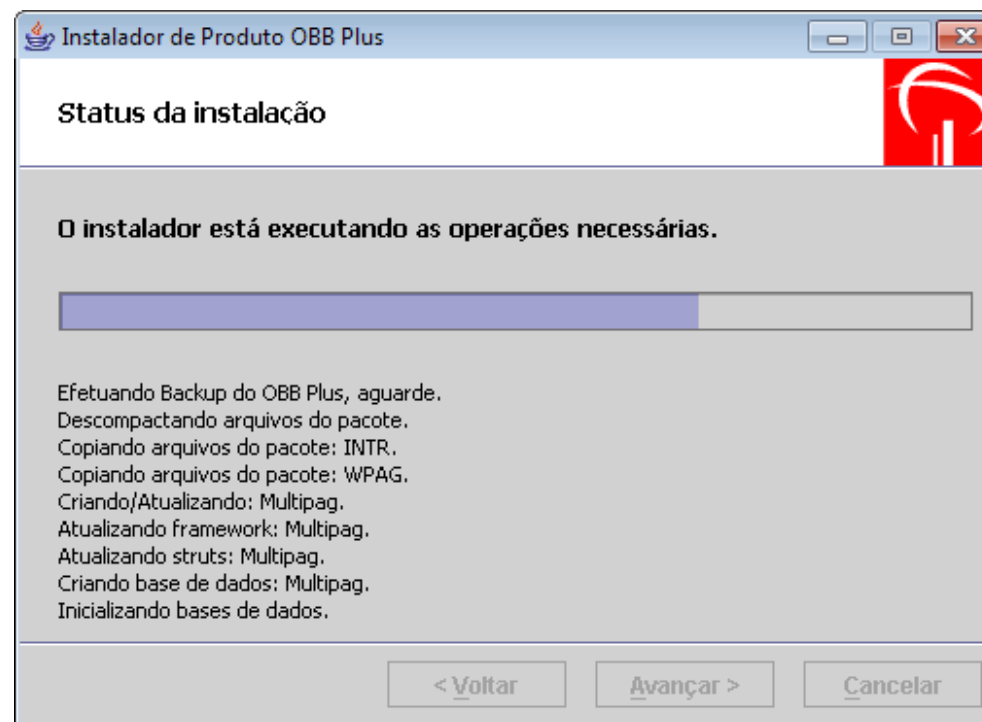 Instalador de Produto OBB Plus
Status da instalação
O instalador está executando as operações necessárias.
Efetuando Backup do OBB Plus, aguarde.
Descompactando arquivos do pacote.
Copiando arquivos do pacote: INTR.
Copiando arquivos do pacote: WPAG.
Criando/Atualizando: Multipag.
Atualizando framework: Multipag.
Atualizando struts: Multipag.
Criando base de dados: Multipag.
Inicializando bases de dados.
< Voltar
Avançar >
Cancelar